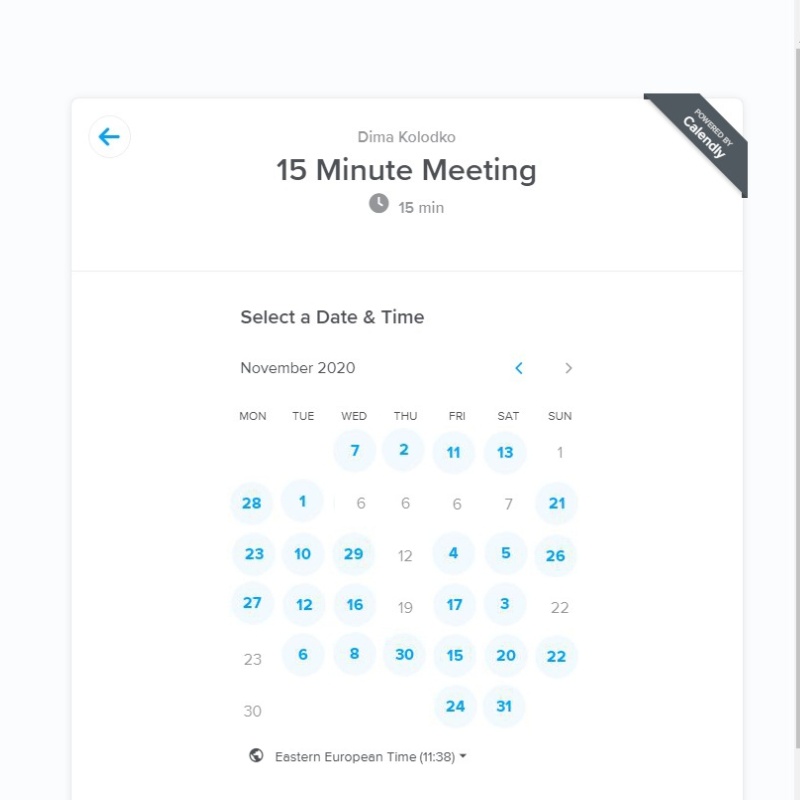 POWERED BY
Calendly
Dima Kolodko
15 Minute Meeting
15 min
Select a Date & Time
November 2020
MON TUE WED THU FRI SAT SUN
7 2 11 13 1
28 1 6 6 6 7 21
23 10 29 12 4 5 26
27 12 16 19 17 3 22
23 6 8 30 15 20 22
30 24 31
Eastern European Time (11:38)